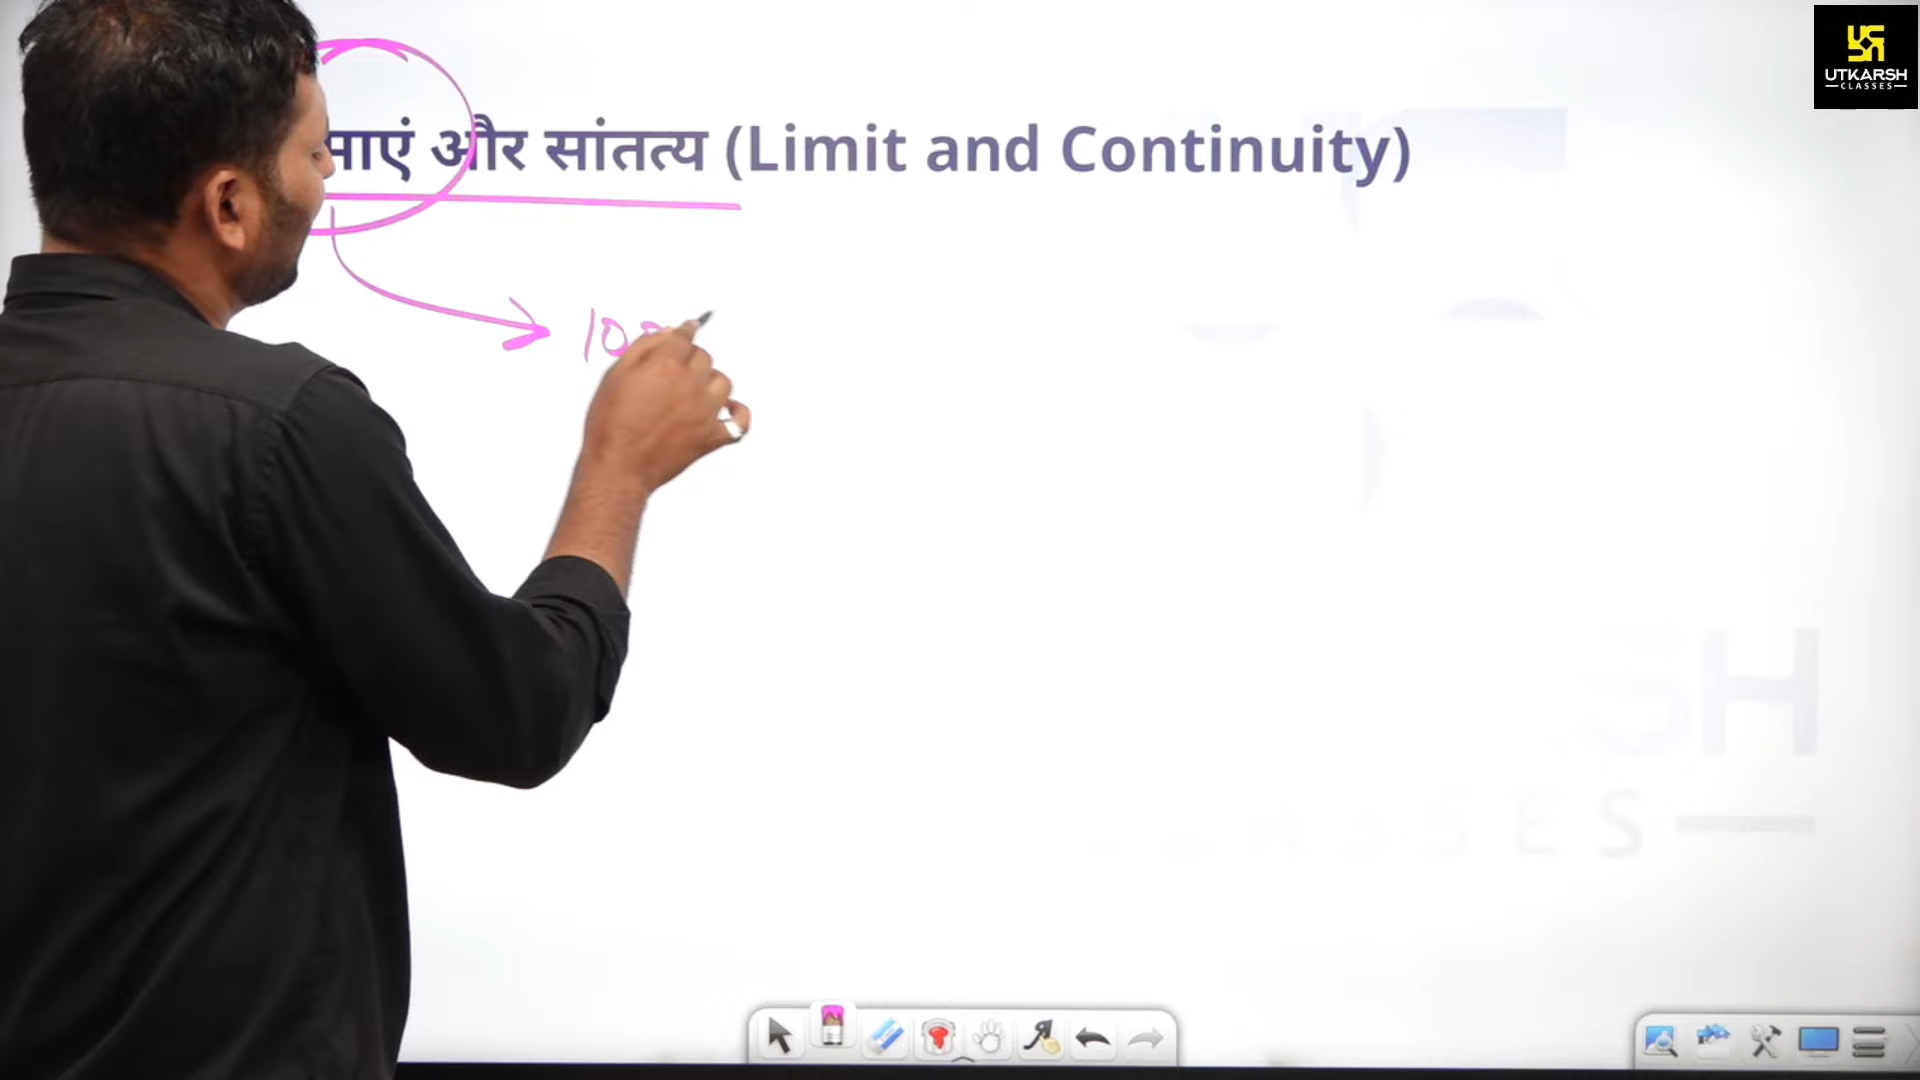 और सांतत्य (Limit and Continuity)
UTKARSH
CLASSES